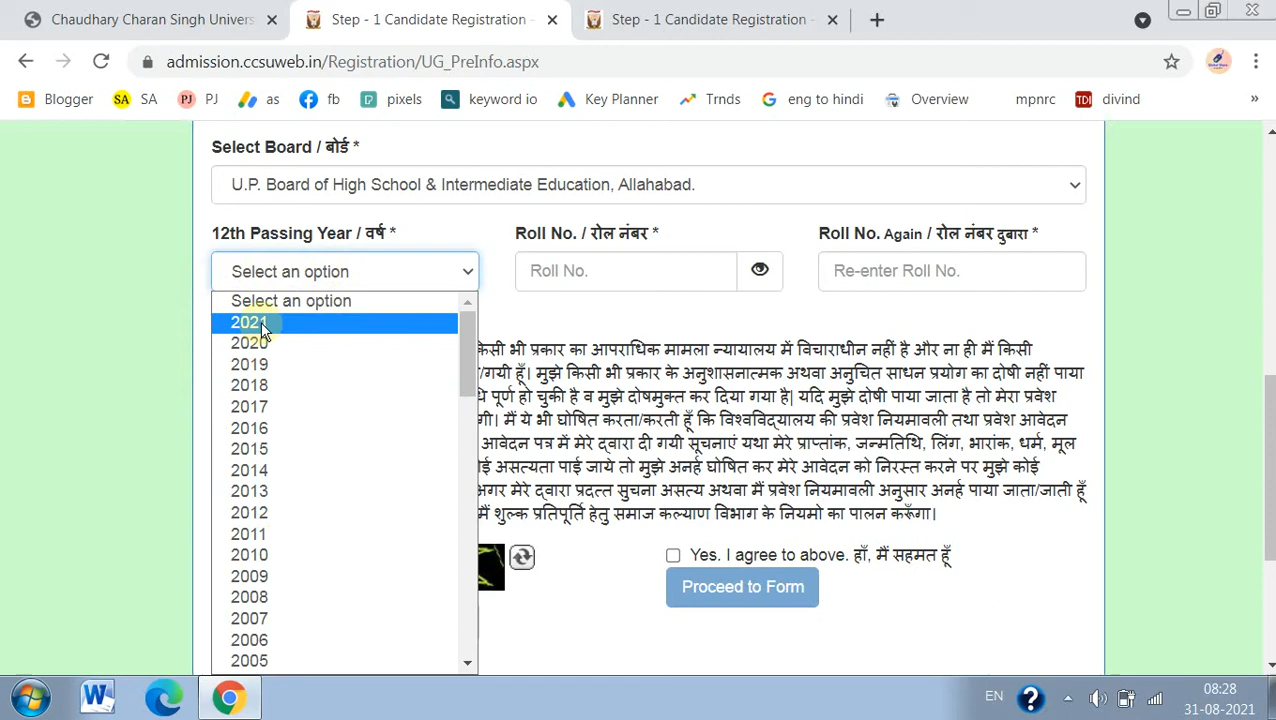 Chaudhary Charan Singh Univers
Step - 1 Candidate Registration -
Step - 1 Candidate Registration -
admission.ccsuweb.in/Registration/UG_PreInfo.aspx
Blogger SA SA PJ PJ as fb pixels keyword io Key Planner Trnds eng to hindi Overview mpnrc TDI divind »
Select Board / बोर्ड *
U.P. Board of High School & Intermediate Education, Allahabad.
12th Passing Year / वर्ष * Roll No. / रोल नंबर * Roll No. Again / रोल नंबर दुबारा *
Select an option Roll No. Re-enter Roll No.
Select an option
2021
2020
2019
2018
2017
2016
2015
2014
2013
2012
2011
2010
2009
2008
2007
2006
2005
किसी भी प्रकार का आपराधिक मामला न्यायालय में विचाराधीन नहीं है और ना ही मैं किसी
/गयी हूँ। मुझे किसी भी प्रकार के अनुशासनात्मक अथवा अनुचित साधन प्रयोग का दोषी नहीं पाया
धि पूर्ण हो चुकी है व मुझे दोषमुक्त कर दिया गया है| यदि मुझे दोषी पाया जाता है तो मेरा प्रवेश
गी। मैं ये भी घोषित करता/करती हूँ कि विश्वविद्यालय की प्रवेश नियमावली तथा प्रवेश आवेदन
आवेदन पत्र में मेरे द्वारा दी गयी सूचनाएं यथा मेरे प्राप्तांक, जन्मतिथि, लिंग, भारांक, धर्म, मूल
ई असत्यता पाई जाये तो मुझे अनर्ह घोषित कर मेरे आवेदन को निरस्त करने पर मुझे कोई
अगर मेरे द्वारा प्रदत्त सुचना असत्य अथवा मैं प्रवेश नियमावली अनुसार अनर्ह पाया जाता/जाती हूँ
मैं शुल्क प्रतिपूर्ति हेतु समाज कल्याण विभाग के नियमो का पालन करूँगा।
Yes. I agree to above. हाँ, मैं सहमत हूँ
Proceed to Form
EN
08:28
31-08-2021